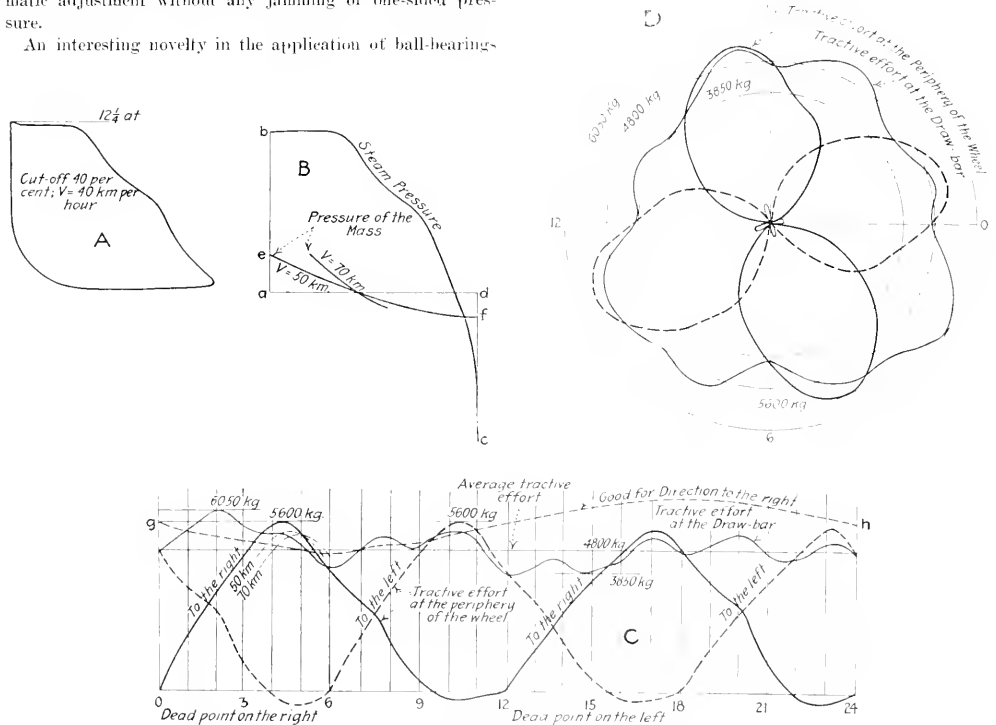 matic adjustment without any jamming or one-sided pres-
sure.
An interesting novelty in the application of ball-bearings-
12¼ at
Cut-off 40 per
cent; V= 40 km per
hour
A
b
B
Steam Pressure
Pressure of the
Mass
e
V=70 km.
V=50 km.
a
d
f
c
D
Tractive effort at the Periphery of the Wheel
Tractive effort at the Draw-bar
6050 kg
4800 kg
3850 kg
12
0
5600 kg
6
Average tractive
effort
Good for Direction to the right
6050 kg
5600 kg.
5600 kg
Tractive effort
at the Draw-bar
g
h
4800 kg
3850 kg
To the right
50 km
70 km
To the left
Tractive effort
at the periphery
of the wheel
To the right
C
To the left
0 3 6 9 12 15 18 21 24
Dead point on the right
Dead point on the left